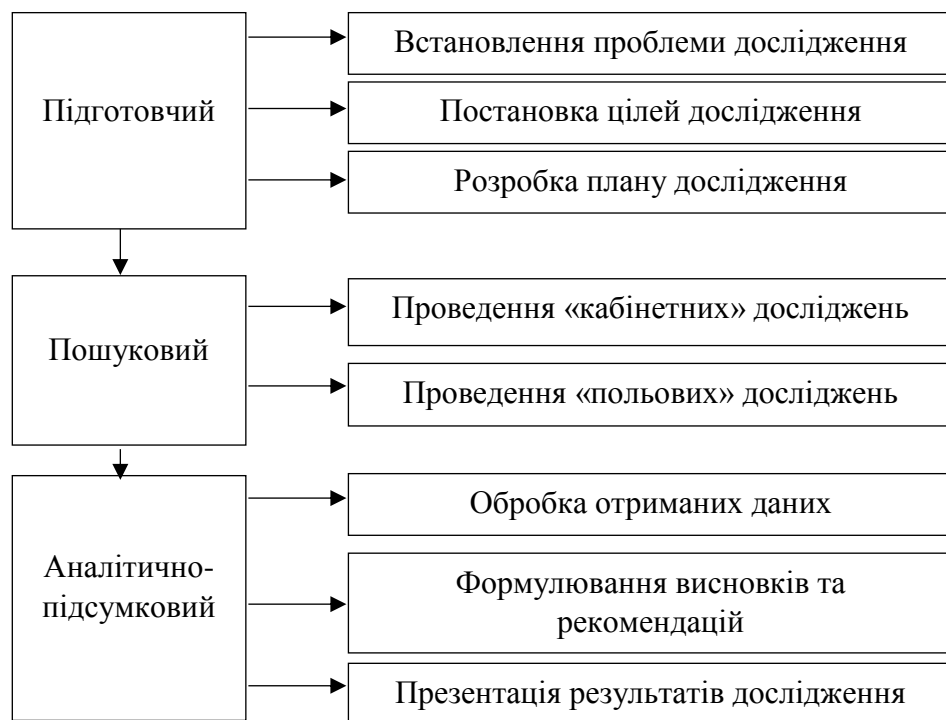 Підготовчий
Встановлення проблеми дослідження
Постановка цілей дослідження
Розробка плану дослідження
Пошуковий
Проведення «кабінетних» досліджень
Проведення «польових» досліджень
Аналітично-
підсумковий
Обробка отриманих даних
Формулювання висновків та
рекомендацій
Презентація результатів дослідження